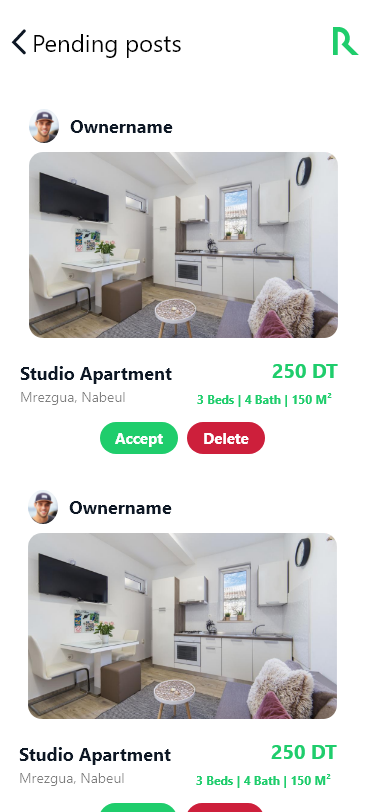 Pending posts
Ownername
Studio Apartment
250 DT
Mrezgua, Nabeul
3 Beds | 4 Bath | 150 M²
Accept
Delete
Ownername
Studio Apartment
250 DT
Mrezgua, Nabeul
3 Beds | 4 Bath | 150 M²